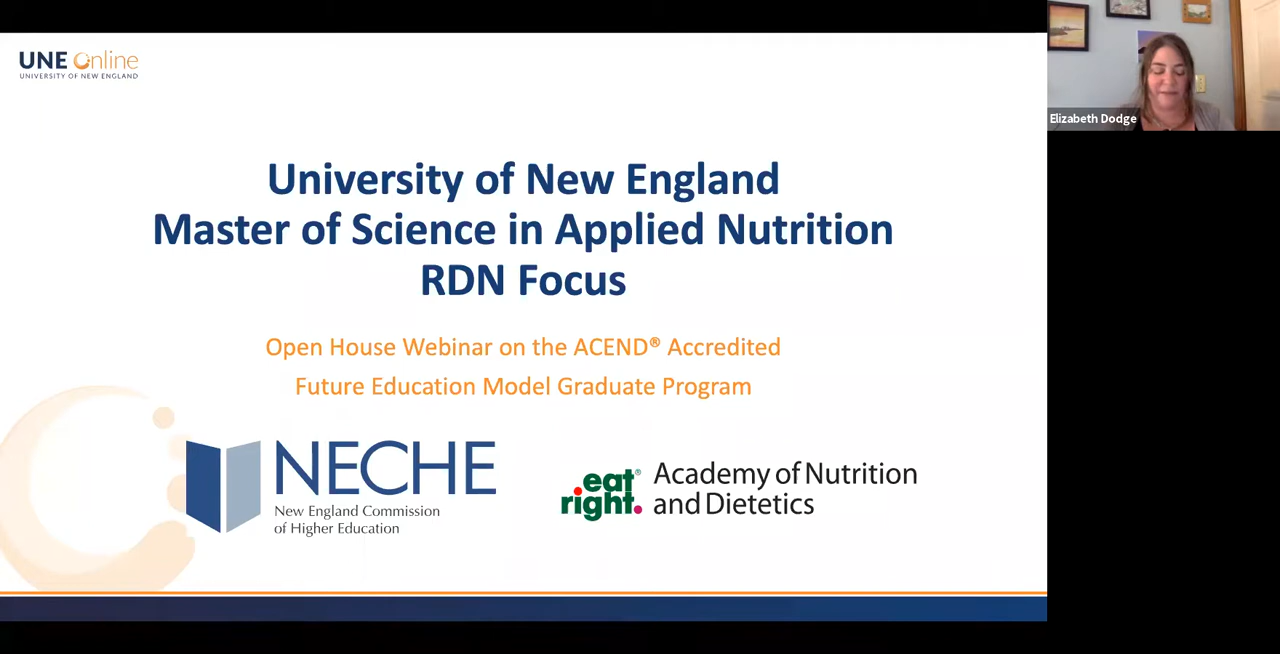 UNE Online
UNIVERSITY OF NEW ENGLAND
Elizabeth Dodge
University of New England
Master of Science in Applied Nutrition
RDN Focus
Open House Webinar on the ACEND® Accredited
Future Education Model Graduate Program
NECHE
New England Commission
of Higher Education
eat®
right.
Academy of Nutrition
and Dietetics